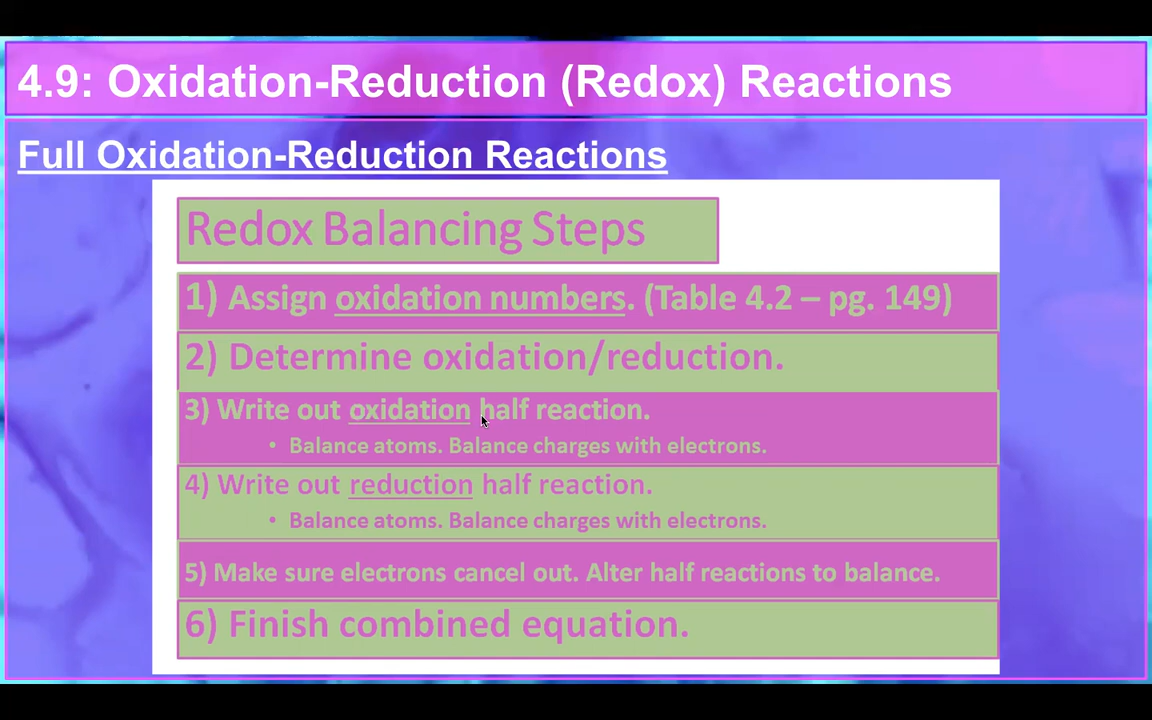 4.9: Oxidation-Reduction (Redox) Reactions
Full Oxidation-Reduction Reactions
Redox Balancing Steps
1) Assign oxidation numbers. (Table 4.2 – pg. 149)
2) Determine oxidation/reduction.
3) Write out oxidation half reaction.
• Balance atoms. Balance charges with electrons.
4) Write out reduction half reaction.
• Balance atoms. Balance charges with electrons.
5) Make sure electrons cancel out. Alter half reactions to balance.
6) Finish combined equation.